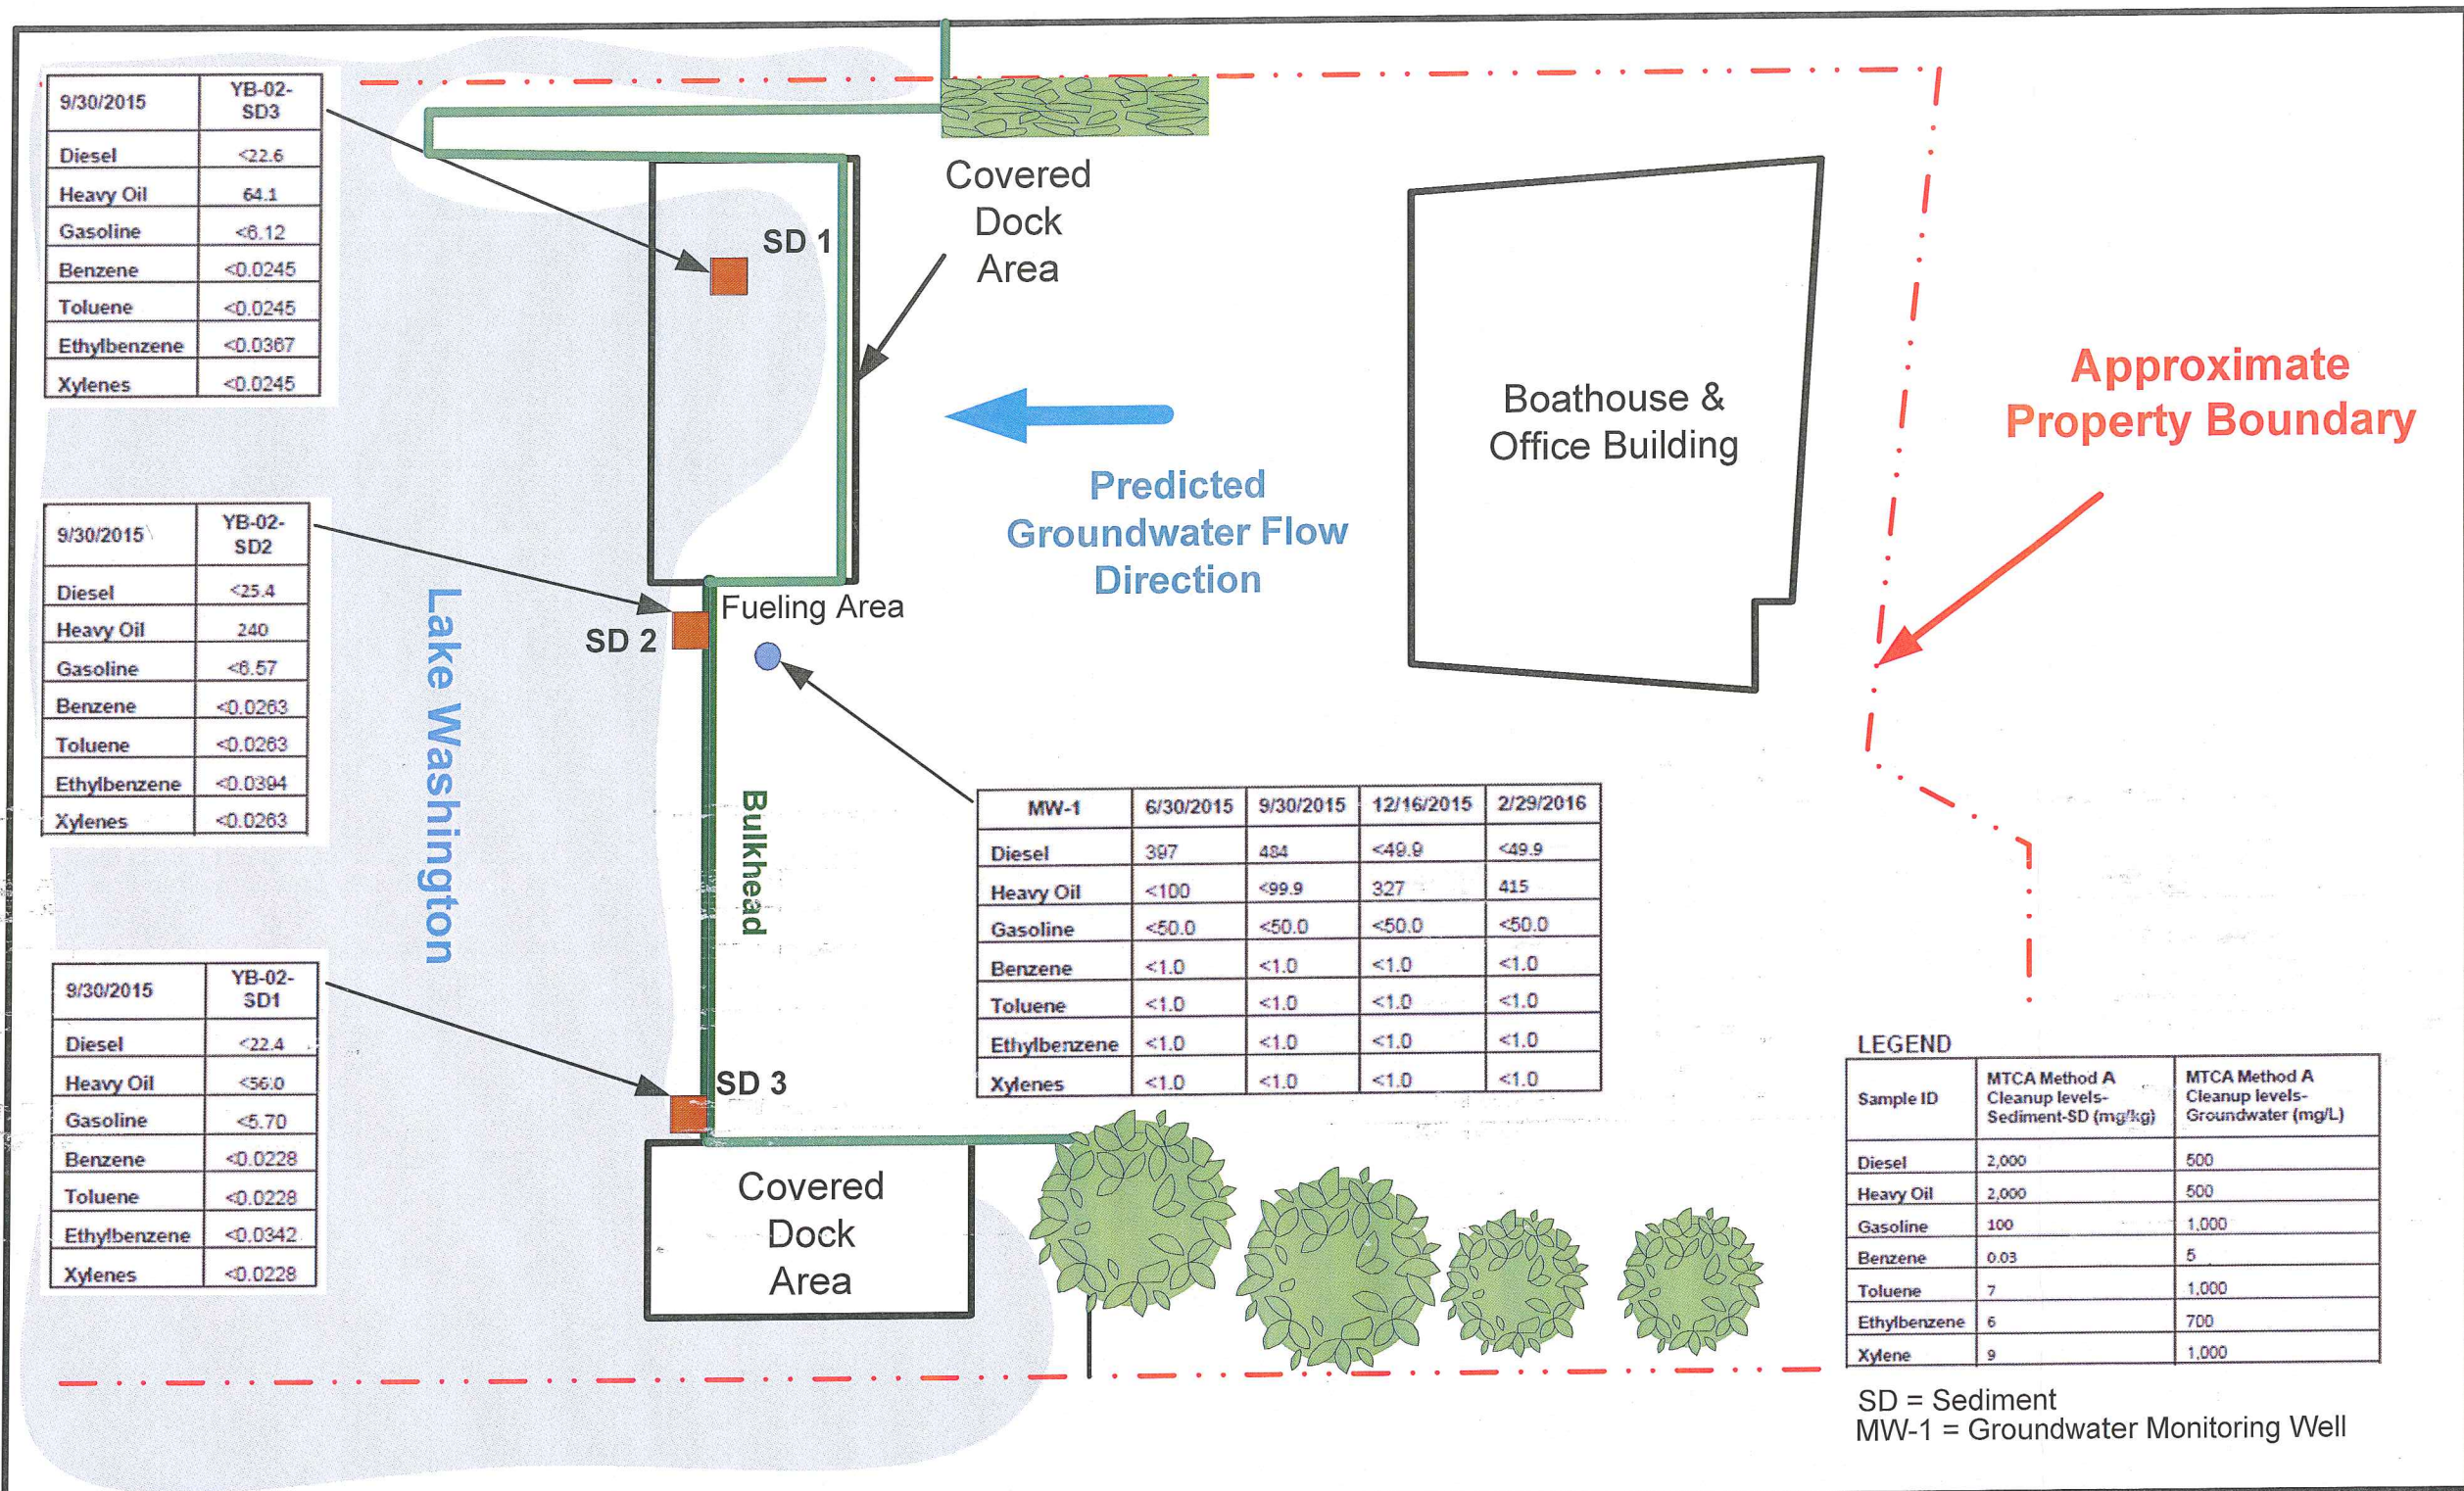 9/30/2015 YB-02-
SD3
Diesel <22.6
Heavy Oil 64.1
Gasoline <6.12
Benzene <0.0245
Toluene <0.0245
Ethylbenzene <0.0367
Xylenes <0.0245
SD 1
Covered
Dock
Area
Boathouse &
Office Building
Approximate
Property Boundary
Predicted
Groundwater Flow
Direction
9/30/2015 YB-02-
SD2
Diesel <25.4
Heavy Oil 240
Gasoline <6.57
Benzene <0.0263
Toluene <0.0263
Ethylbenzene <0.0394
Xylenes <0.0263
Lake Washington
Fueling Area
SD 2
Bulkhead
MW-1 6/30/2015 9/30/2015 12/16/2015 2/29/2016
Diesel 397 484 <49.9 <49.9
Heavy Oil <100 <99.9 327 415
Gasoline <50.0 <50.0 <50.0 <50.0
Benzene <1.0 <1.0 <1.0 <1.0
Toluene <1.0 <1.0 <1.0 <1.0
Ethylbenzene <1.0 <1.0 <1.0 <1.0
Xylenes <1.0 <1.0 <1.0 <1.0
9/30/2015 YB-02-
SD1
Diesel <22.4
Heavy Oil <56.0
Gasoline <5.70
Benzene <0.0228
Toluene <0.0228
Ethylbenzene <0.0342
Xylenes <0.0228
SD 3
Covered
Dock
Area
LEGEND
Sample ID
MTCA Method A
Cleanup levels-
Sediment-SD (mg/kg)
MTCA Method A
Cleanup levels-
Groundwater (mg/L)
Diesel 2,000 500
Heavy Oil 2,000 500
Gasoline 100 1,000
Benzene 0.03 5
Toluene 7 1,000
Ethylbenzene 6 700
Xylene 9 1,000
SD = Sediment
MW-1 = Groundwater Monitoring Well